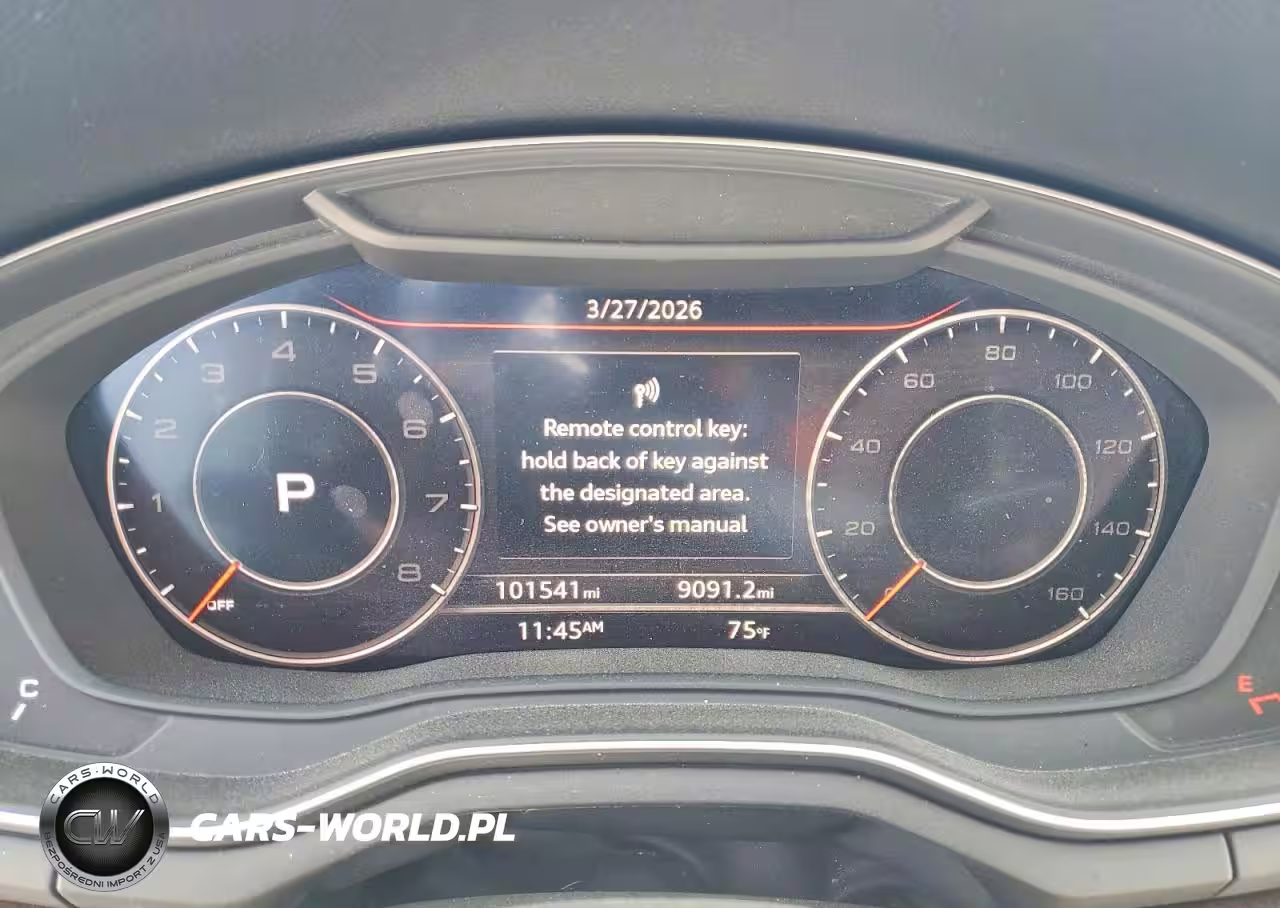 3/27/2026
Remote control key:
hold back of key against
the designated area.
See owner's manual
101541 mi 9091.2 mi
11:45 AM 75°F
1 2 3 4 5 6 7 8
P
OFF
0 20 40 60 80 100 120 140 160
C
E
CARS-WORLD
CW
BEZPOŚREDNI IMPORT Z USA
CARS-WORLD.PL